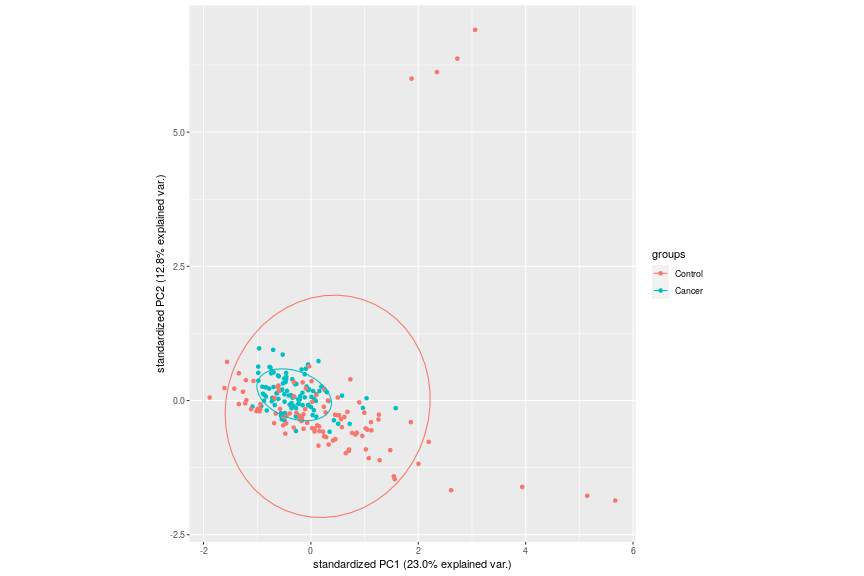 standardized PC2 (12.8% explained var.)
5.0
2.5
0.0
-2.5
-2
0
2
4
6
standardized PC1 (23.0% explained var.)
groups
Control
Cancer